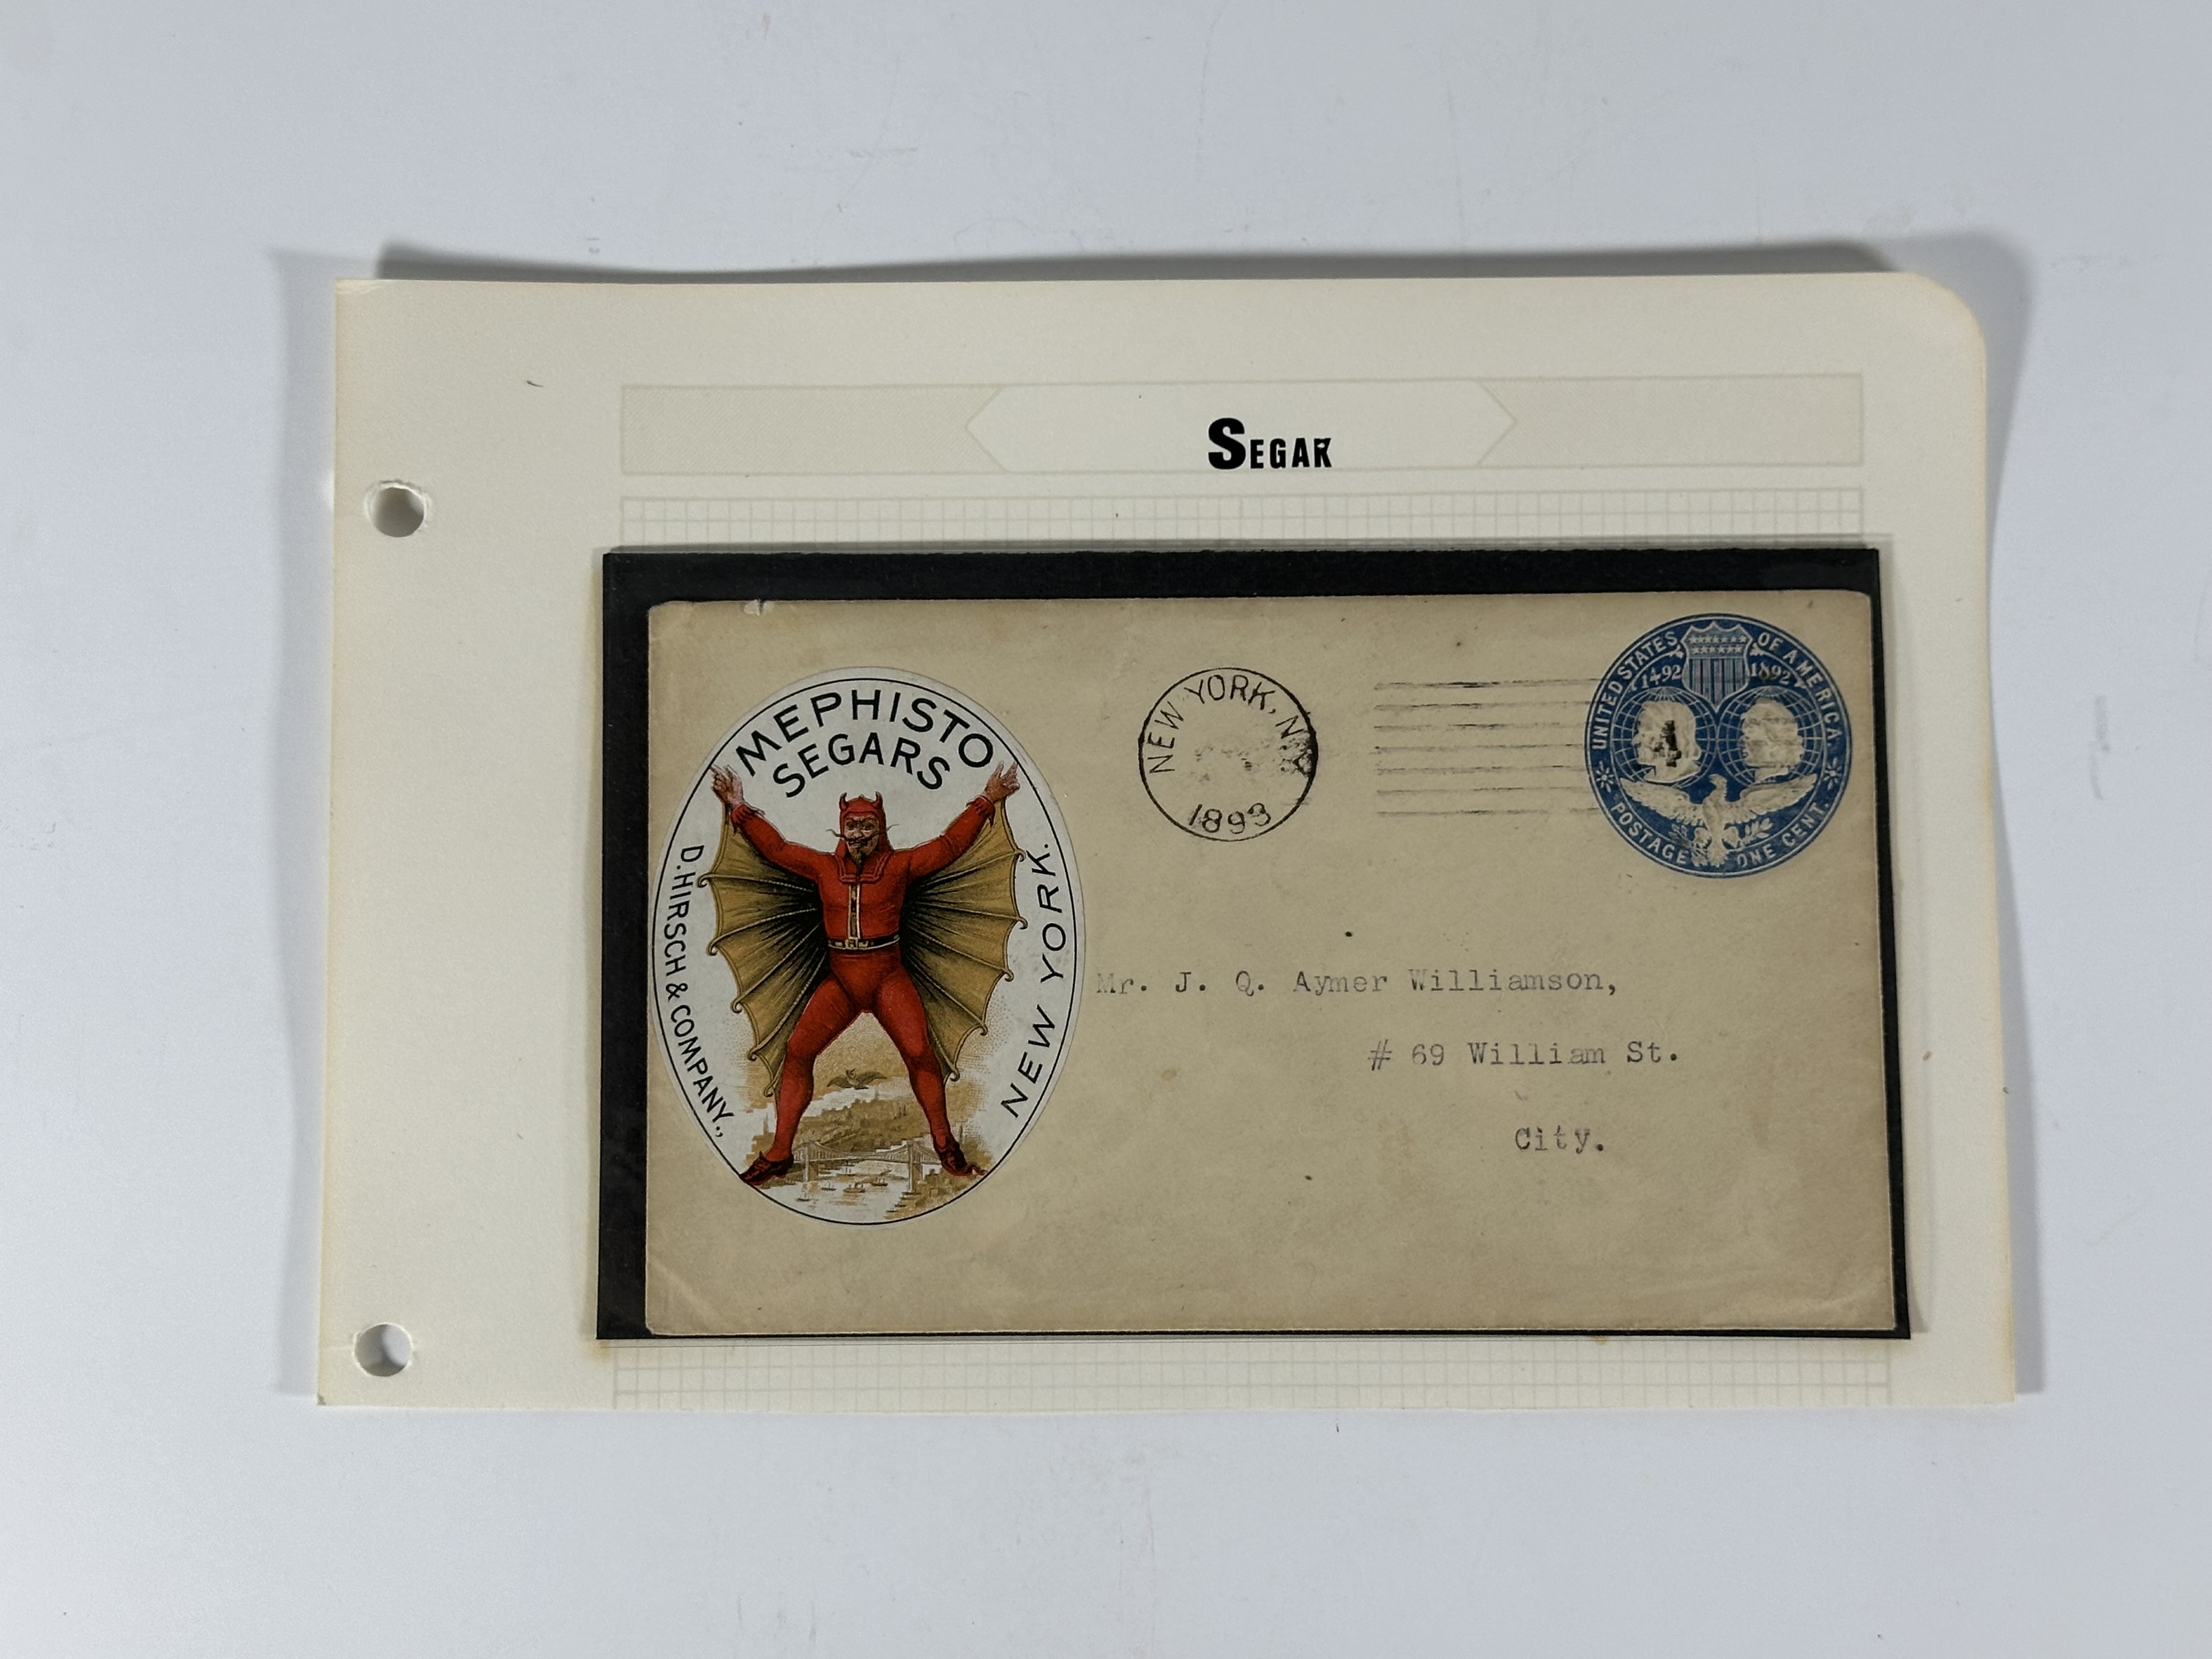 SEGAR
MEPHISTO
SEGARS
D. HIRSCH & COMPANY.,
NEW YORK.
NEW YORK, N.Y.
1893
UNITED STATES OF AMERICA.
1492 1892
1
POSTAGE ONE CENT.
Mr. J. Q. Aymer Williamson,
# 69 William St.
City.